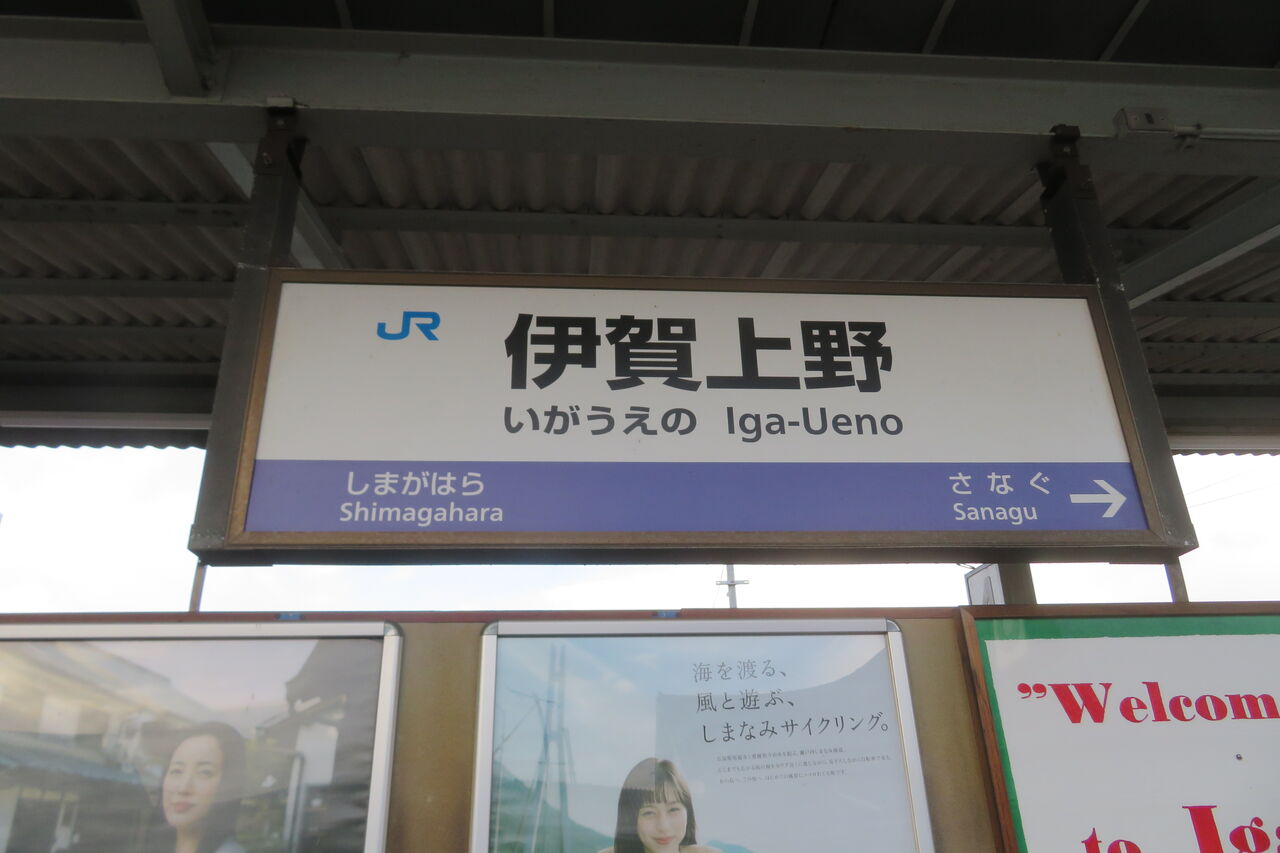 JR
伊賀上野
いがうえの Iga-Ueno
しまがはら
Shimagahara
さなぐ
Sanagu
→
海を渡る、
風と遊ぶ、
しまなみサイクリング。
”Welcom
to Ig